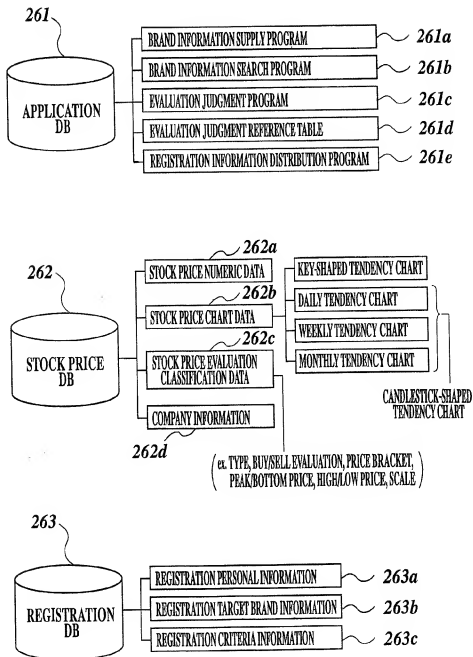 261
APPLICATION
DB
BRAND INFORMATION SUPPLY PROGRAM
261a
BRAND INFORMATION SEARCH PROGRAM
261b
EVALUATION JUDGMENT PROGRAM
261c
EVALUATION JUDGMENT REFERENCE TABLE
261d
REGISTRATION INFORMATION DISTRIBUTION PROGRAM
261e
262
STOCK PRICE
DB
262a
STOCK PRICE NUMERIC DATA
262b
STOCK PRICE CHART DATA
262c
STOCK PRICE EVALUATION
CLASSIFICATION DATA
COMPANY INFORMATION
262d
KEY-SHAPED TENDENCY CHART
DAILY TENDENCY CHART
WEEKLY TENDENCY CHART
MONTHLY TENDENCY CHART
CANDLESTICK-SHAPED
TENDENCY CHART
(ex. TYPE, BUY/SELL EVALUATION, PRICE BRACKET,
PEAK/BOTTOM PRICE, HIGH/LOW PRICE, SCALE)
263
REGISTRATION
DB
REGISTRATION PERSONAL INFORMATION
263a
REGISTRATION TARGET BRAND INFORMATION
263b
REGISTRATION CRITERIA INFORMATION
263c